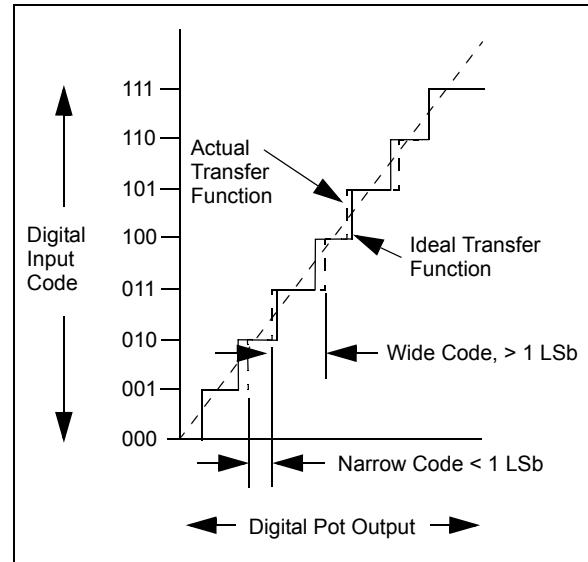 111
110
101
100
011
010
001
000
Digital
Input
Code
Actual
Transfer
Function
Ideal Transfer
Function
Wide Code, > 1 LSb
Narrow Code < 1 LSb
Digital Pot Output